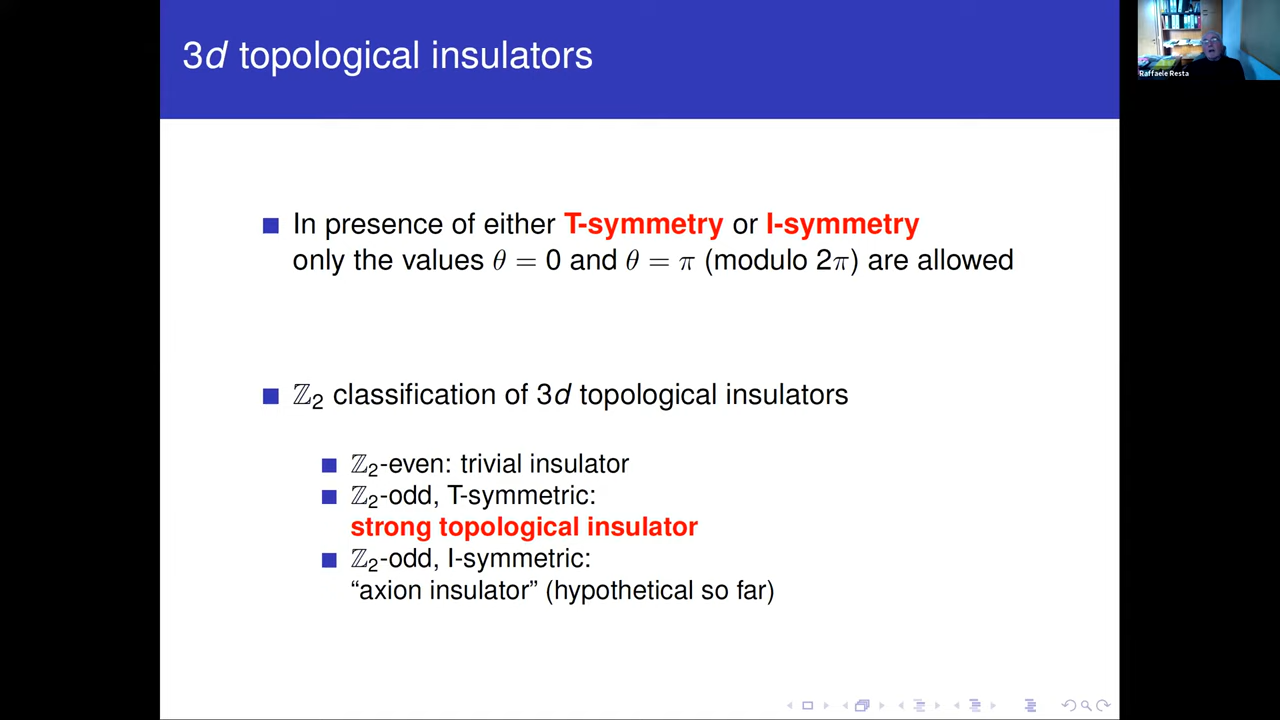 3d topological insulators
Raffaele Resta
In presence of either T-symmetry or I-symmetry
only the values θ = 0 and θ = π (modulo 2π) are allowed
ℤ₂ classification of 3d topological insulators
ℤ₂-even: trivial insulator
ℤ₂-odd, T-symmetric:
strong topological insulator
ℤ₂-odd, I-symmetric:
“axion insulator” (hypothetical so far)